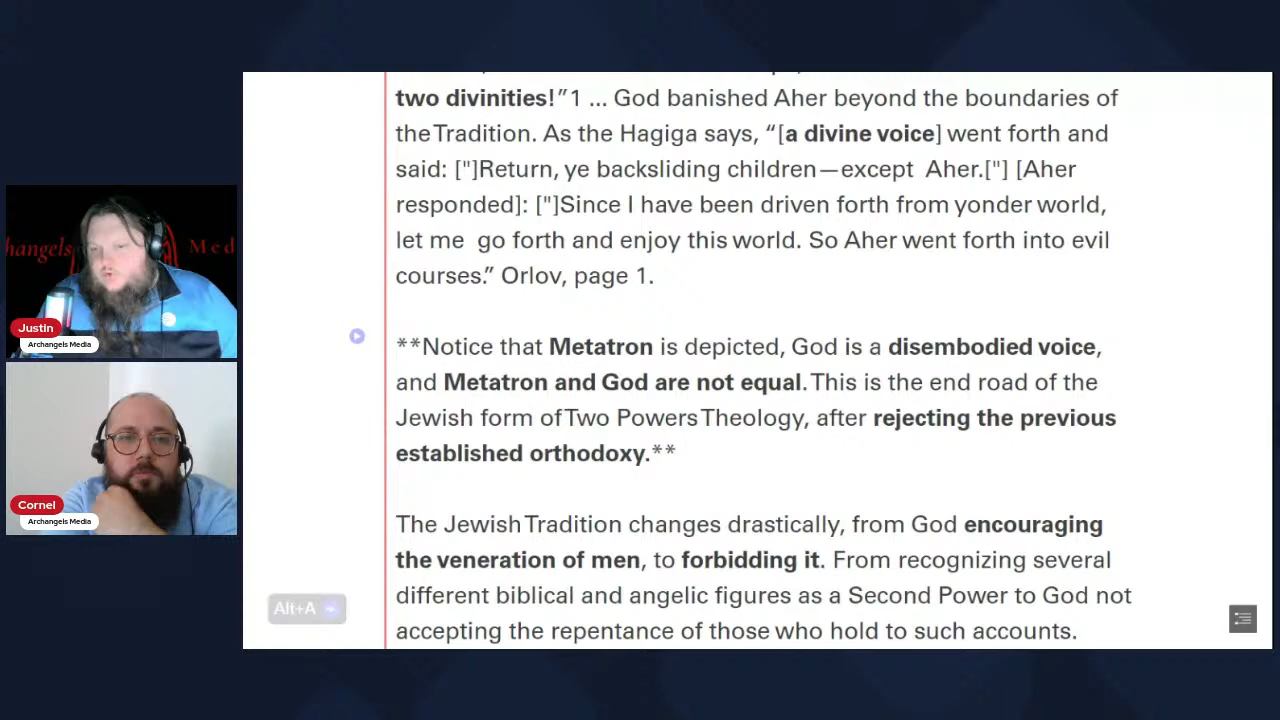 two divinities!"1 ... God banished Aher beyond the boundaries of
the Tradition. As the Hagiga says, "[a divine voice] went forth and
said: ["]Return, ye backsliding children—except Aher.["] [Aher
responded]: ["]Since I have been driven forth from yonder world,
let me go forth and enjoy this world. So Aher went forth into evil
courses." Orlov, page 1.
**Notice that Metatron is depicted, God is a disembodied voice,
and Metatron and God are not equal. This is the end road of the
Jewish form of Two Powers Theology, after rejecting the previous
established orthodoxy.**
The Jewish Tradition changes drastically, from God encouraging
the veneration of men, to forbidding it. From recognizing several
different biblical and angelic figures as a Second Power to God not
accepting the repentance of those who hold to such accounts.
Alt+A
hangels Med
Justin
Archangels Media
Cornel
Archangels Media